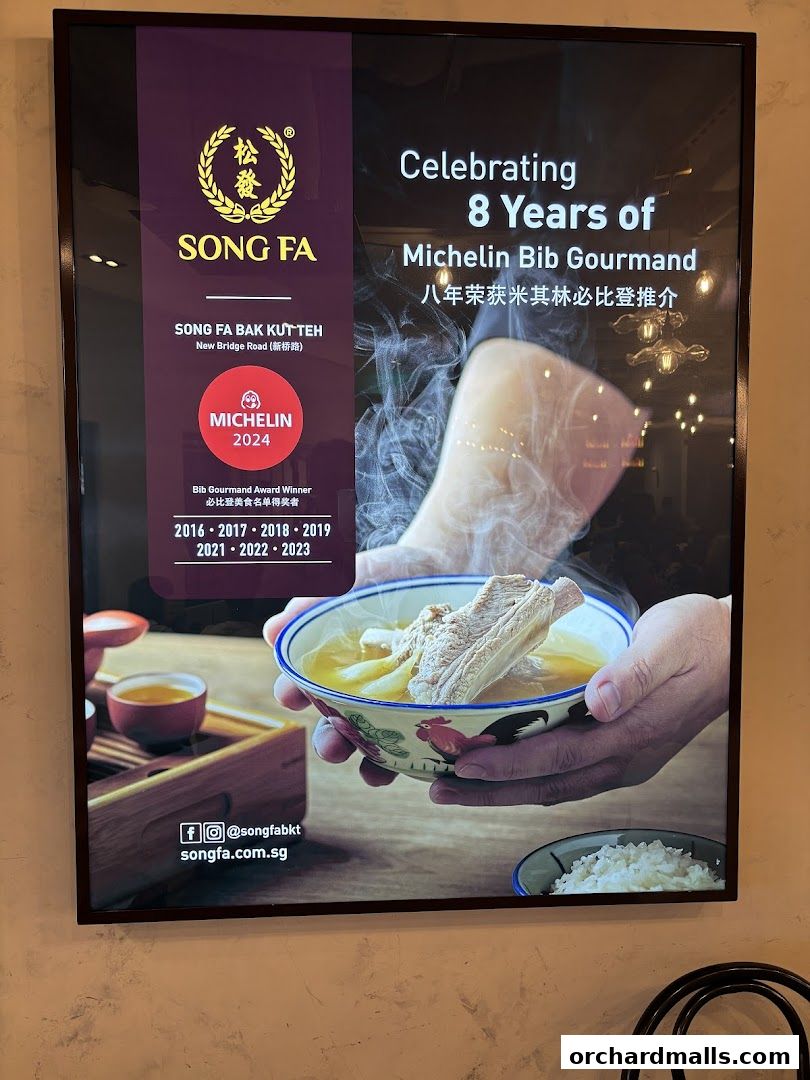 松發®
SONG FA
SONG FA BAK KUT TEH
New Bridge Road (新桥路)
MICHELIN
2024
Bib Gourmand Award Winner
必比登美食名单得奖者
2016 • 2017 • 2018 • 2019
2021 • 2022 • 2023
Celebrating
8 Years of
Michelin Bib Gourmand
八年荣获米其林必比登推介
@songfabkt
songfa.com.sg
orchardmalls.com